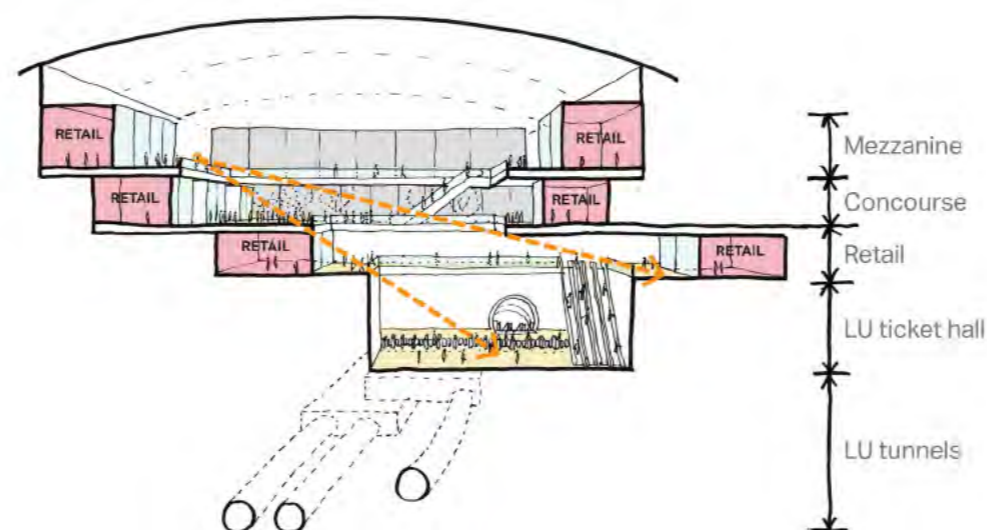 RETAIL
RETAIL
Mezzanine
RETAIL
RETAIL
Concourse
RETAIL
RETAIL
Retail
LU ticket hall
LU tunnels